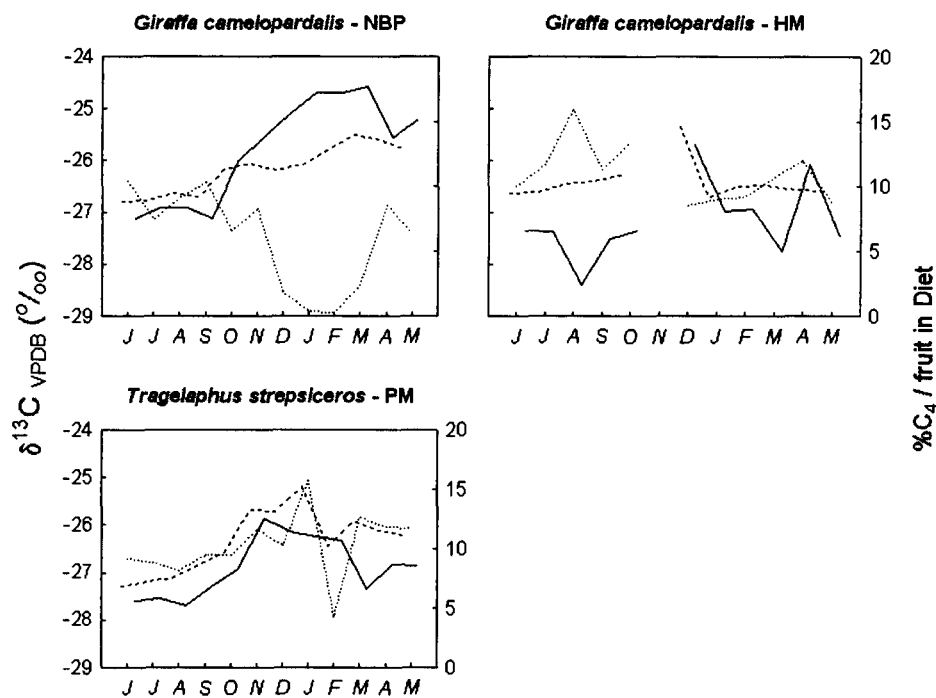 Giraffa camelopardalis - NBP
Giraffa camelopardalis - HM
-24
-25
-26
-27
-28
-29
J J A S O N D J F M A M
20
15
10
5
0
J J A S O N D J F M A M
Tragelaphus strepsiceros - PM
-24
-25
-26
-27
-28
-29
20
15
10
5
0
J J A S O N D J F M A M
δ13C VPDB (o/oo)
%C4 / fruit in Diet